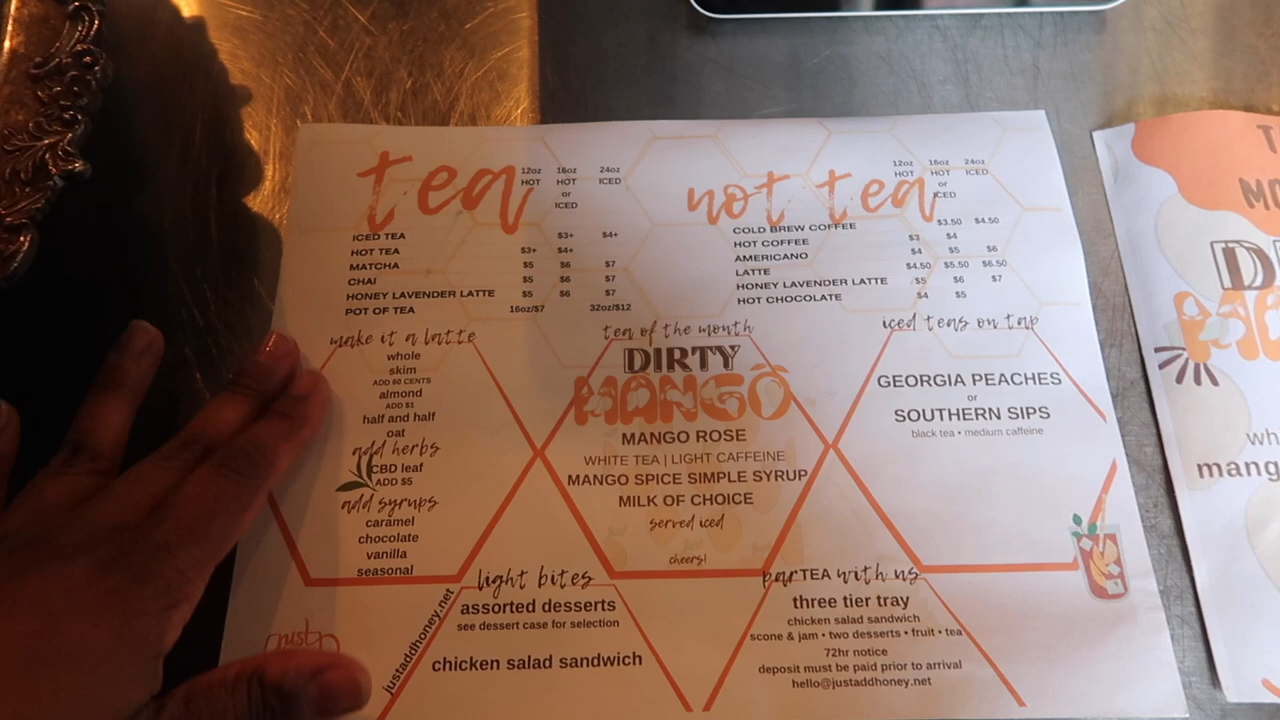 tea
12oz 16oz 24oz
HOT HOT ICED
or
ICED
ICED TEA $3+ $4+
HOT TEA $3+ $4+
MATCHA $5 $6 $7
CHAI $5 $6 $7
HONEY LAVENDER LATTE $5 $6 $7
POT OF TEA 16oz/$7 32oz/$12
not tea
12oz 16oz 24oz
HOT HOT ICED
or
ICED
COLD BREW COFFEE $3.50 $4.50
HOT COFFEE $3 $4
AMERICANO $4 $5 $6
LATTE $4.50 $5.50 $6.50
HONEY LAVENDER LATTE $5 $6 $7
HOT CHOCOLATE $4 $5
make it a latte
whole
skim
ADD 60 CENTS
almond
ADD $1
half and half
oat
add herbs
CBD leaf
ADD $5
add syrups
caramel
chocolate
vanilla
seasonal
tea of the month
DIRTY
MANGO
MANGO ROSE
WHITE TEA | LIGHT CAFFEINE
MANGO SPICE SIMPLE SYRUP
MILK OF CHOICE
served iced
cheers!
iced teas on tap
GEORGIA PEACHES
or
SOUTHERN SIPS
black tea • medium caffeine
just
justaddhoney.net
light bites
assorted desserts
see dessert case for selection
chicken salad sandwich
parTEA with us
three tier tray
chicken salad sandwich
scone & jam • two desserts • fruit • tea
72hr notice
deposit must be paid prior to arrival
hello@justaddhoney.net